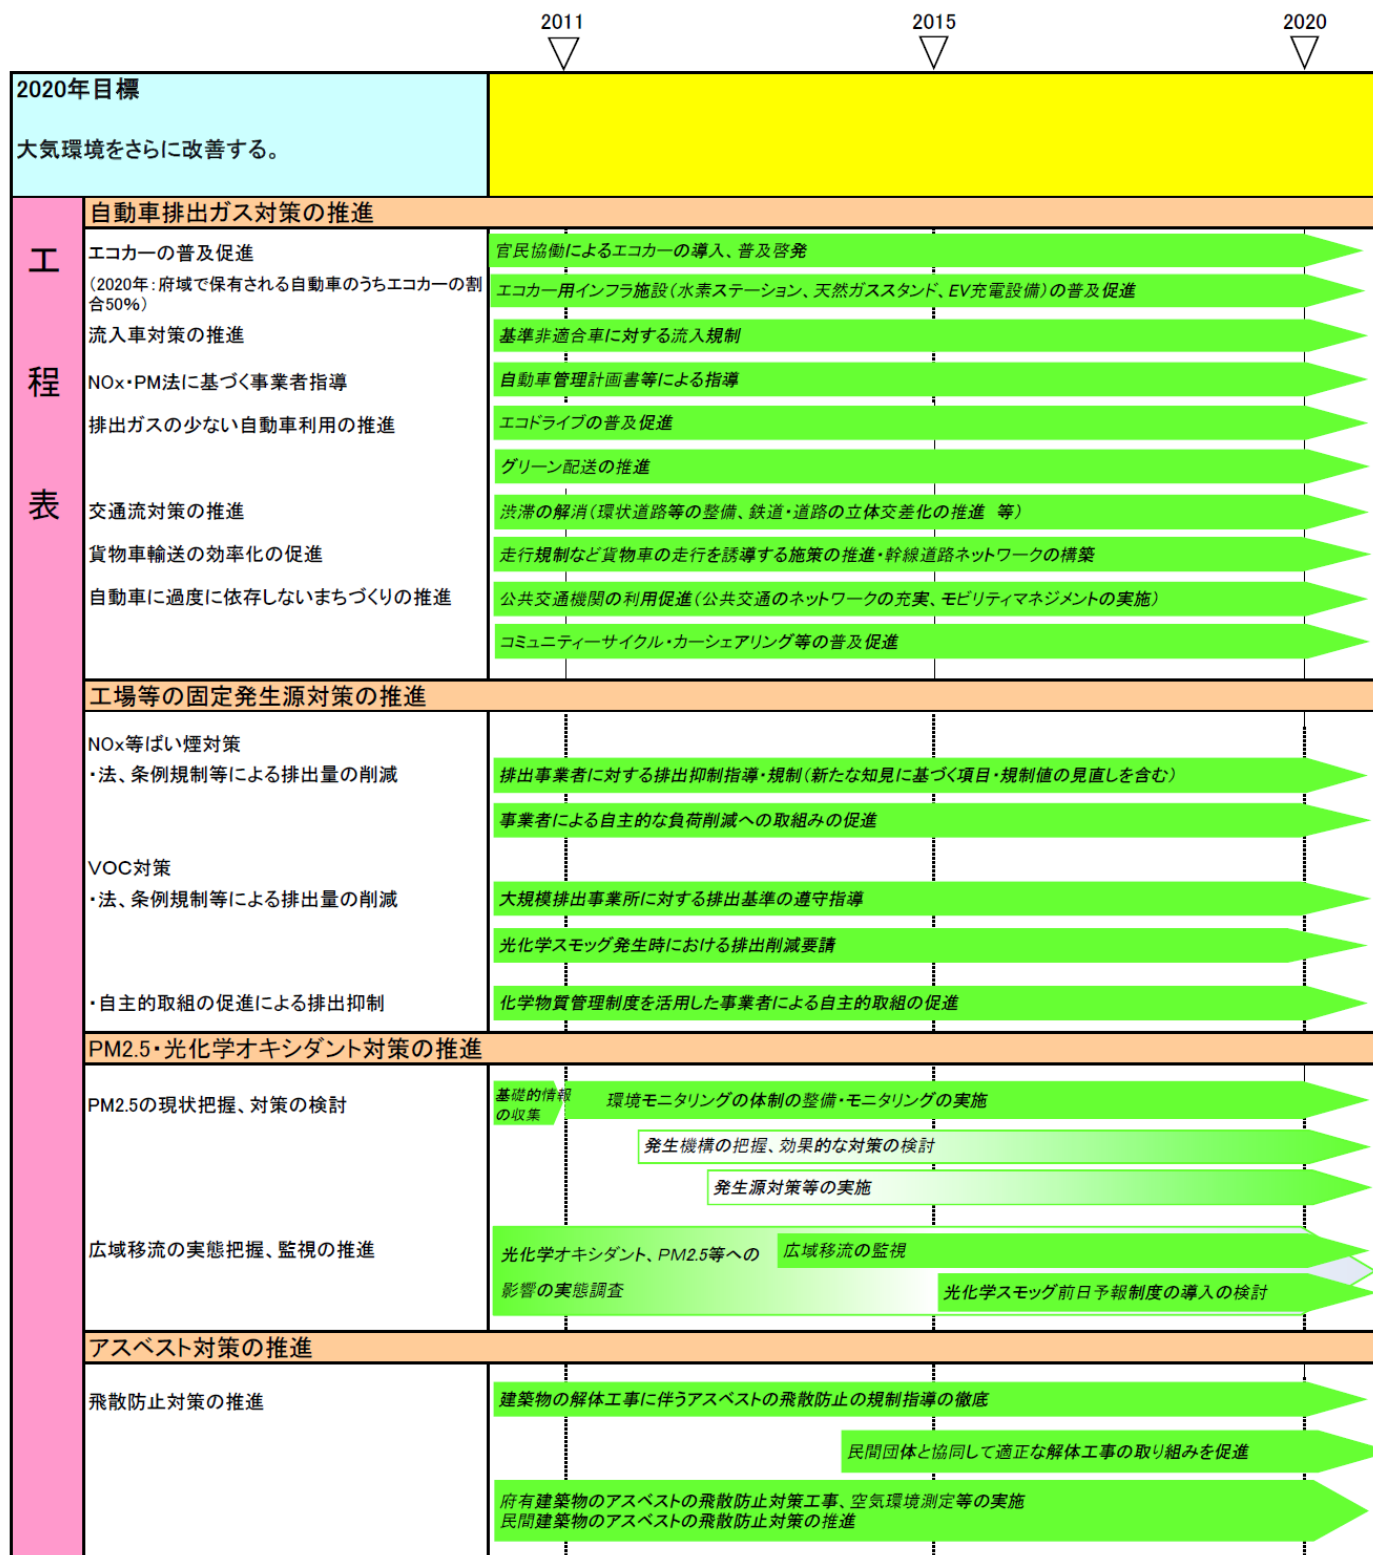 2011
2015
2020
2020年目標
大気環境をさらに改善する。
工
程
表
自動車排出ガス対策の推進
エコカーの普及促進
官民協働によるエコカーの導入、普及啓発
(2020年:府域で保有される自動車のうちエコカーの割
合50%)
エコカー用インフラ施設(水素ステーション、天然ガススタンド、EV充電設備)の普及促進
流入車対策の推進
基準非適合車に対する流入規制
NOx・PM法に基づく事業者指導
自動車管理計画書等による指導
排出ガスの少ない自動車利用の推進
エコドライブの普及促進
グリーン配送の推進
交通流対策の推進
渋滞の解消(環状道路等の整備、鉄道・道路の立体交差化の推進 等)
貨物車輸送の効率化の促進
走行規制など貨物車の走行を誘導する施策の推進・幹線道路ネットワークの構築
自動車に過度に依存しないまちづくりの推進
公共交通機関の利用促進(公共交通のネットワークの充実、モビリティマネジメントの実施)
コミュニティーサイクル・カーシェアリング等の普及促進
工場等の固定発生源対策の推進
NOx等ばい煙対策
・法、条例規制等による排出量の削減
排出事業者に対する排出抑制指導・規制(新たな知見に基づく項目・規制値の見直しを含む)
事業者による自主的な負荷削減への取組みの促進
VOC対策
・法、条例規制等による排出量の削減
大規模排出事業所に対する排出基準の遵守指導
光化学スモッグ発生時における排出削減要請
・自主的取組の促進による排出抑制
化学物質管理制度を活用した事業者による自主的取組の促進
PM2.5・光化学オキシダント対策の推進
PM2.5の現状把握、対策の検討
基礎的情報
の収集
環境モニタリングの体制の整備・モニタリングの実施
発生機構の把握、効果的な対策の検討
発生源対策等の実施
広域移流の実態把握、監視の推進
光化学オキシダント、PM2.5等への
影響の実態調査
広域移流の監視
光化学スモッグ前日予報制度の導入の検討
アスベスト対策の推進
飛散防止対策の推進
建築物の解体工事に伴うアスベストの飛散防止の規制指導の徹底
民間団体と協同して適正な解体工事の取り組みを促進
府有建築物のアスベストの飛散防止対策工事、空気環境測定等の実施
民間建築物のアスベストの飛散防止対策の推進